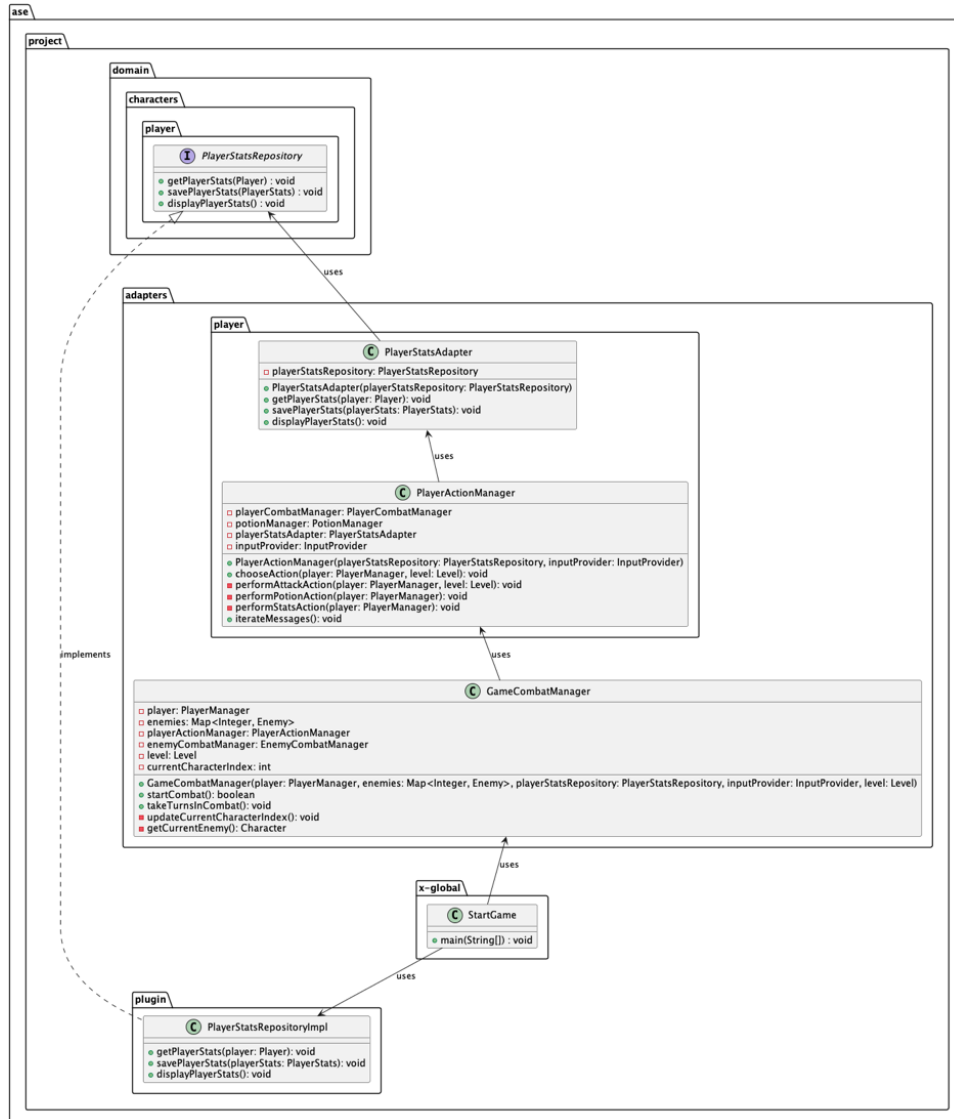 ase
project
domain
characters
player
I PlayerStatsRepository
getPlayerStats(Player) : void
savePlayerStats(PlayerStats) : void
displayPlayerStats() : void
uses
adapters
player
C PlayerStatsAdapter
playerStatsRepository: PlayerStatsRepository
PlayerStatsAdapter(playerStatsRepository: PlayerStatsRepository)
getPlayerStats(player: Player): void
savePlayerStats(playerStats: PlayerStats): void
displayPlayerStats(): void
uses
C PlayerActionManager
playerCombatManager: PlayerCombatManager
potionManager: PotionManager
playerStatsAdapter: PlayerStatsAdapter
inputProvider: InputProvider
PlayerActionManager(playerStatsRepository: PlayerStatsRepository, inputProvider: InputProvider)
chooseAction(player: PlayerManager, level: Level): void
performAttackAction(player: PlayerManager, level: Level): void
performPotionAction(player: PlayerManager): void
performStatsAction(player: PlayerManager): void
iterateMessages(): void
implements
uses
C GameCombatManager
player: PlayerManager
enemies: Map<Integer, Enemy>
playerActionManager: PlayerActionManager
enemyCombatManager: EnemyCombatManager
level: Level
currentCharacterIndex: int
GameCombatManager(player: PlayerManager, enemies: Map<Integer, Enemy>, playerStatsRepository: PlayerStatsRepository, inputProvider: InputProvider, level: Level)
startCombat(): boolean
takeTurnsInCombat(): void
updateCurrentCharacterIndex(): void
getCurrentEnemy(): Character
uses
x-global
C StartGame
main(String[]) : void
uses
plugin
C PlayerStatsRepositoryImpl
getPlayerStats(player: Player): void
savePlayerStats(playerStats: PlayerStats): void
displayPlayerStats(): void